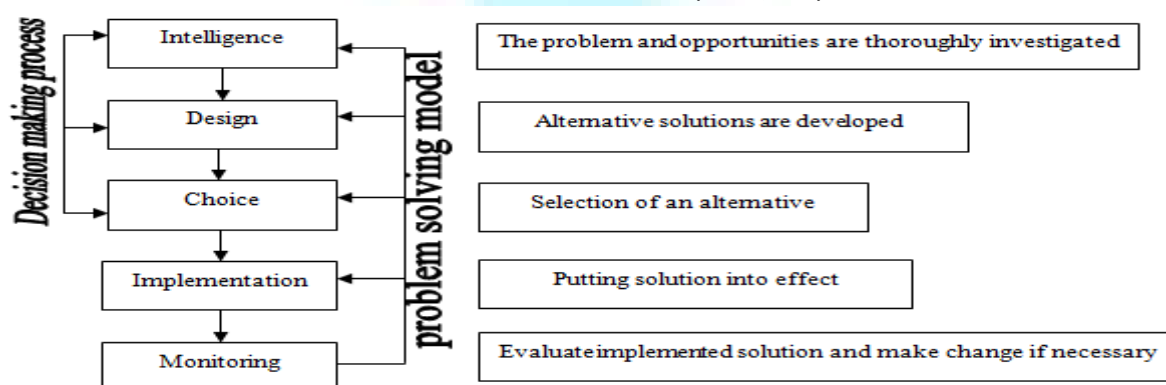 Decision making process
problem solving model
Intelligence
The problem and opportunities are thoroughly investigated
Design
Alternative solutions are developed
Choice
Selection of an alternative
Implementation
Putting solution into effect
Monitoring
Evaluate implemented solution and make change if necessary